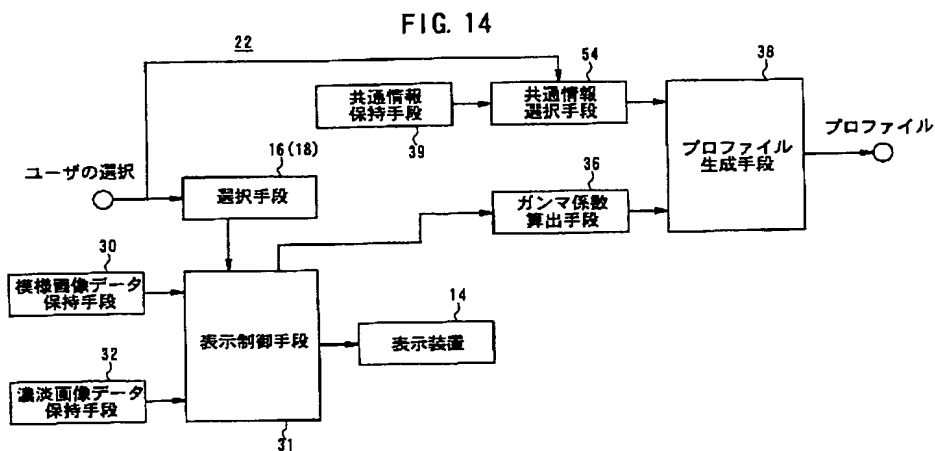 FIG. 14
22
54
38
共通情報
保持手段
39
共通情報
選択手段
プロファイル
生成手段
プロファイル
ユーザの選択
16(18)
選択手段
36
ガンマ係数
算出手段
30
模様画像データ
保持手段
表示制御手段
31
14
表示装置
32
濃淡画像データ
保持手段